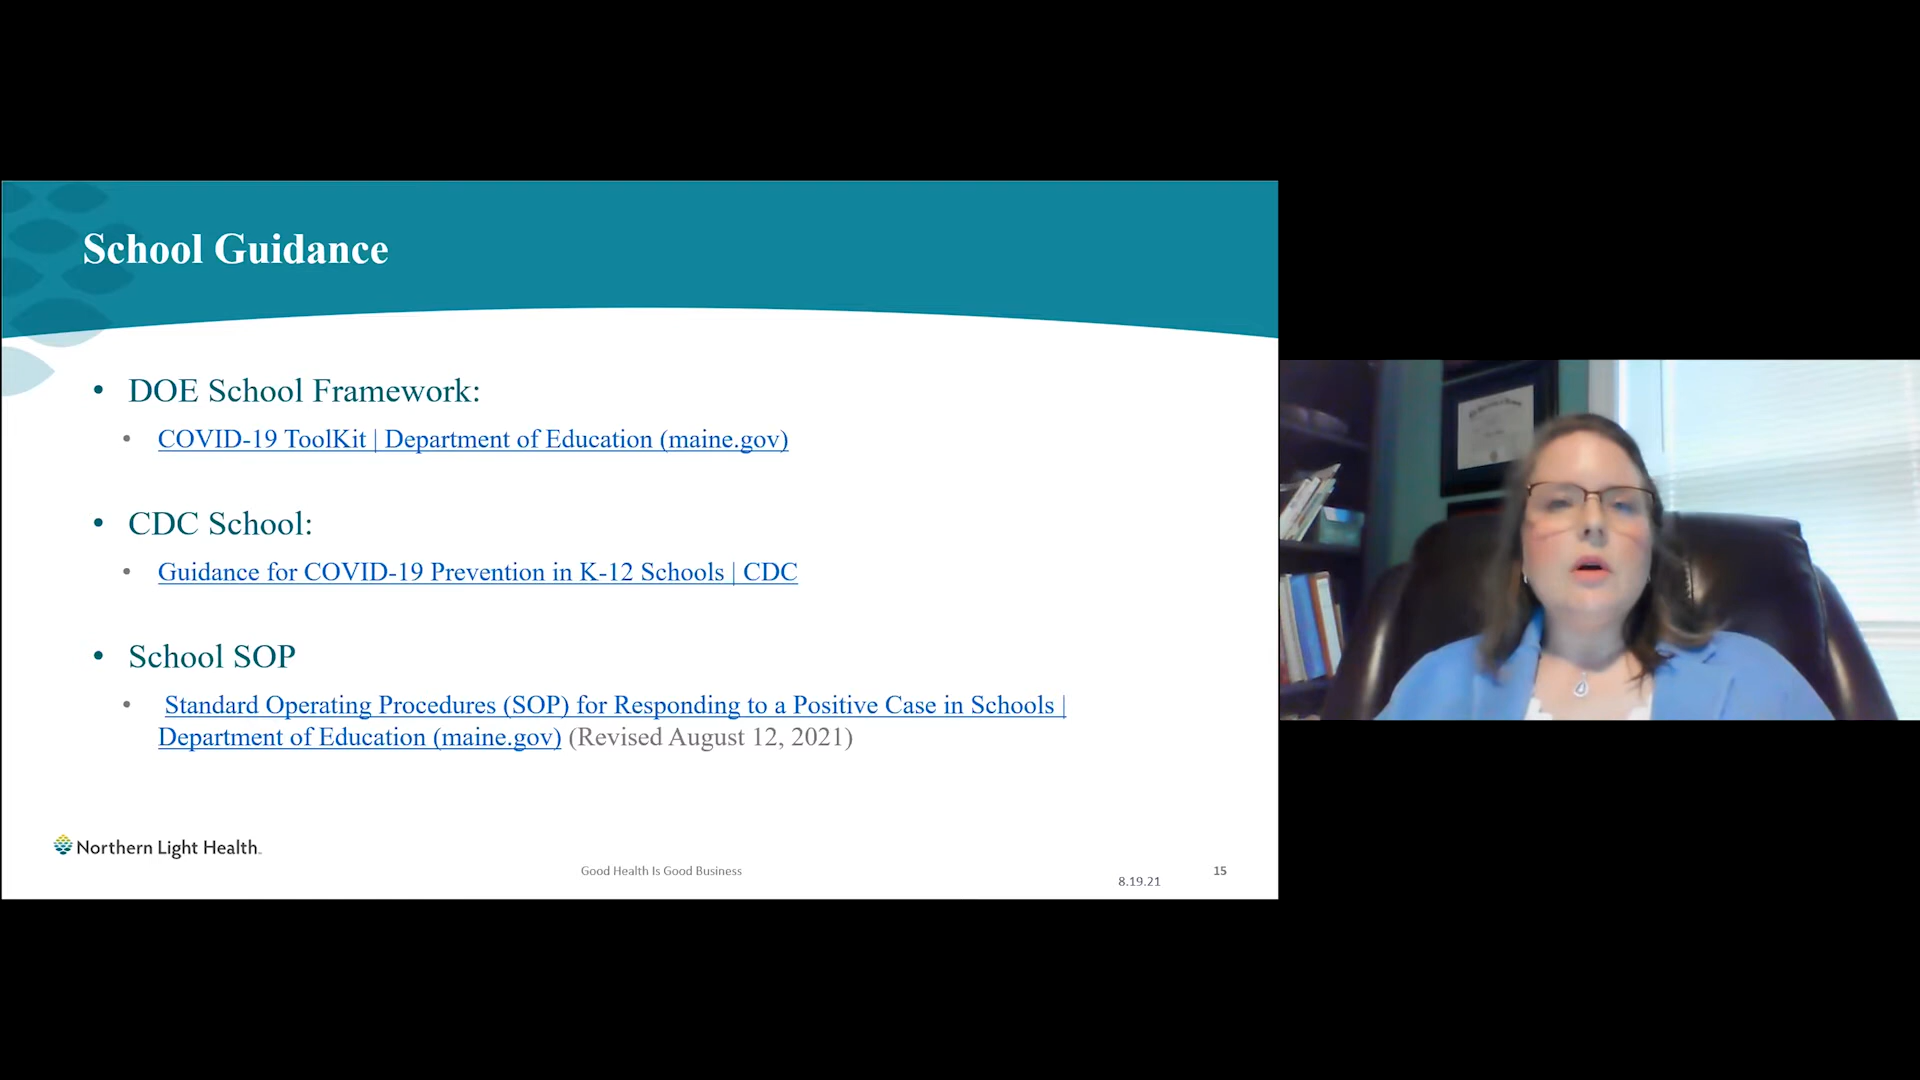 School Guidance
• DOE School Framework:
• COVID-19 ToolKit | Department of Education (maine.gov)
• CDC School:
• Guidance for COVID-19 Prevention in K-12 Schools | CDC
• School SOP
• Standard Operating Procedures (SOP) for Responding to a Positive Case in Schools |
Department of Education (maine.gov) (Revised August 12, 2021)
Northern Light Health
Good Health Is Good Business
8.19.21
15